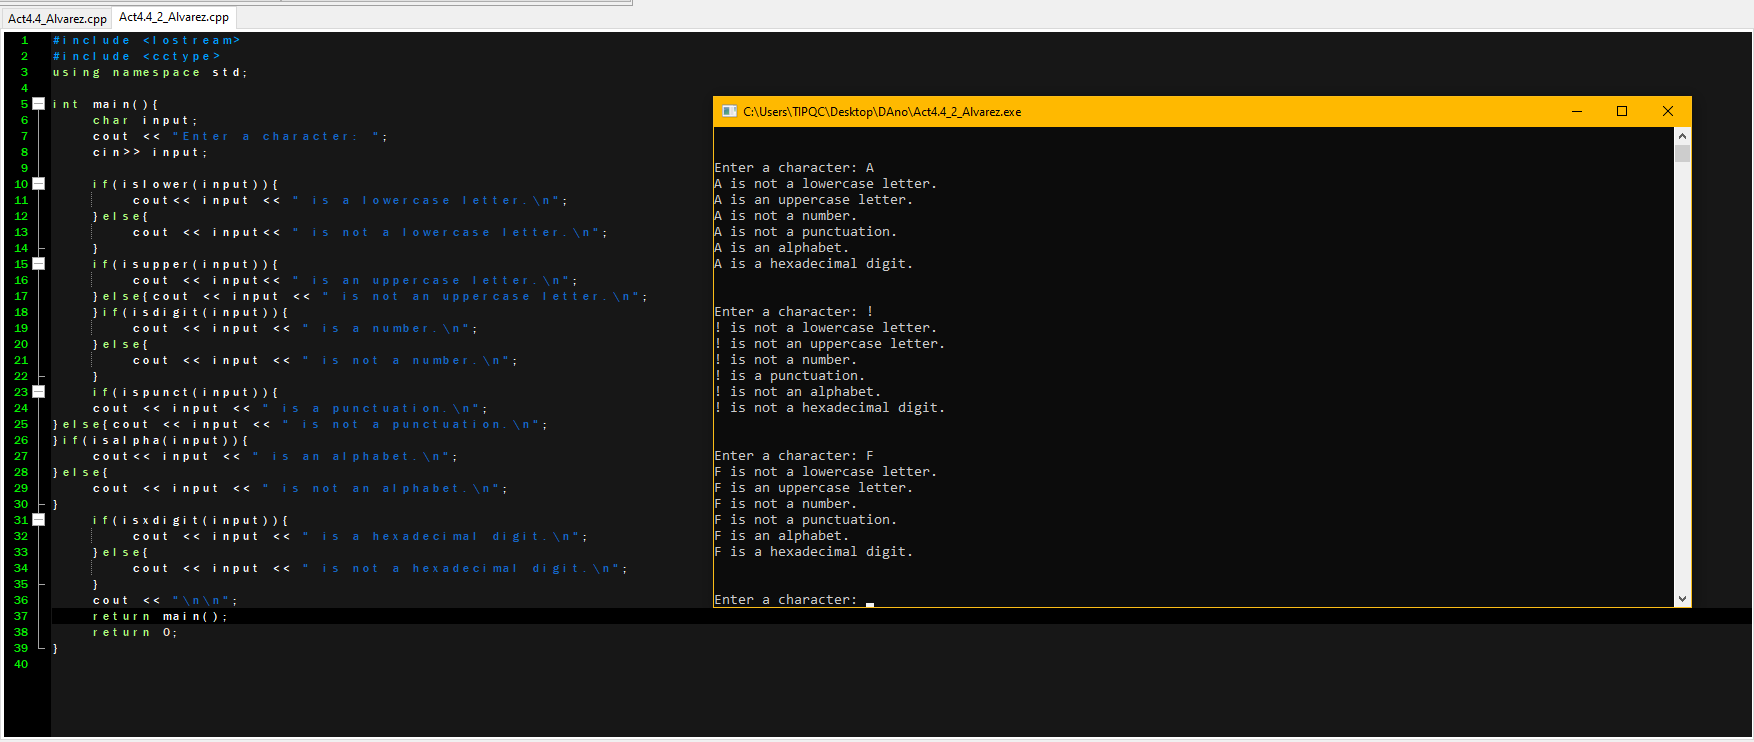 Act4.4_Alvarez.cpp Act4.4_2_Alvarez.cpp
1 #include <Iostream>
2 #include <cctype>
3 using namespace std;
4
5 int main(){
6 char input;
7 cout << "Enter a character: ";
8 cin>> input;
9
10 if(islower(input)){
11 cout<< input << " is a lowercase letter.\n";
12 }else{
13 cout << input<< " is not a lowercase letter.\n";
14 }
15 if(isupper(input)){
16 cout << input<< " is an uppercase letter.\n";
17 }else{cout << input << " is not an uppercase letter.\n";
18 }if(isdigit(input)){
19 cout << input << " is a number.\n";
20 }else{
21 cout << input << " is not a number.\n";
22 }
23 if(ispunct(input)){
24 cout << input << " is a punctuation.\n";
25 }else{cout << input << " is not a punctuation.\n";
26 }if(isalpha(input)){
27 cout<< input << " is an alphabet.\n";
28 }else{
29 cout << input << " is not an alphabet.\n";
30 }
31 if(isxdigit(input)){
32 cout << input << " is a hexadecimal digit.\n";
33 }else{
34 cout << input << " is not a hexadecimal digit.\n";
35 }
36 cout << "\n\n";
37 return main();
38 return 0;
39 }
40
C:\Users\TIPQC\Desktop\DAno\Act4.4_2_Alvarez.exe
Enter a character: A
A is not a lowercase letter.
A is an uppercase letter.
A is not a number.
A is not a punctuation.
A is an alphabet.
A is a hexadecimal digit.
Enter a character: !
! is not a lowercase letter.
! is not an uppercase letter.
! is not a number.
! is a punctuation.
! is not an alphabet.
! is not a hexadecimal digit.
Enter a character: F
F is not a lowercase letter.
F is an uppercase letter.
F is not a number.
F is not a punctuation.
F is an alphabet.
F is a hexadecimal digit.
Enter a character: